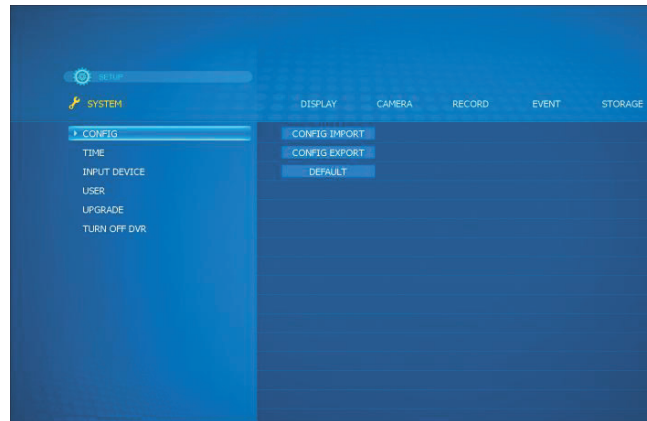 SETUP
SYSTEM DISPLAY CAMERA RECORD EVENT STORAGE
CONFIG CONFIG IMPORT
TIME CONFIG EXPORT
INPUT DEVICE DEFAULT
USER
UPGRADE
TURN OFF DVR